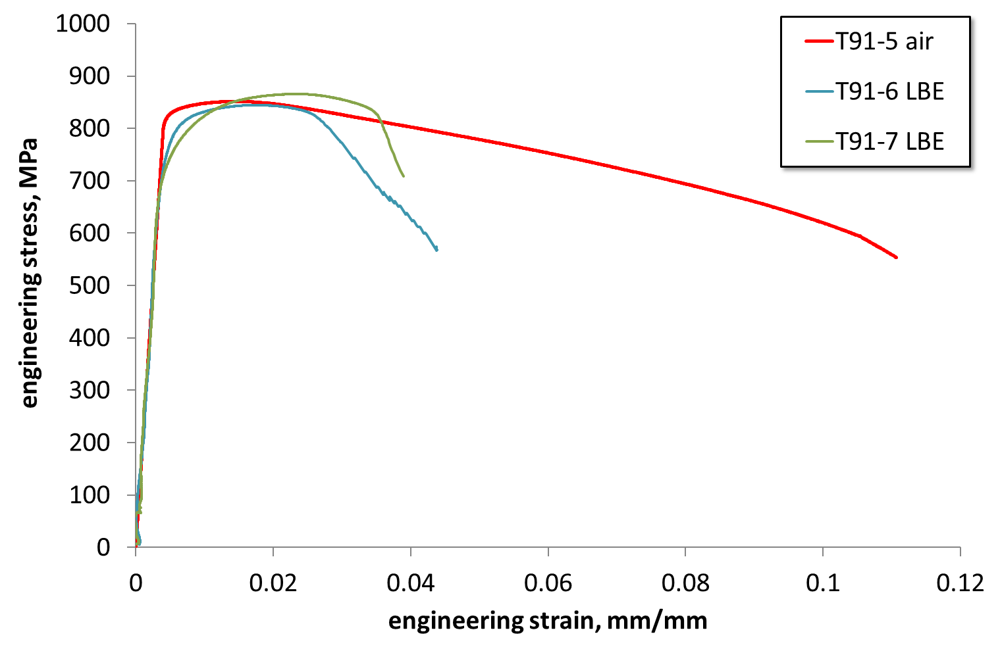 1000
900
800
700
600
500
400
300
200
100
0
engineering stress, MPa
0 0.02 0.04 0.06 0.08 0.1 0.12
engineering strain, mm/mm
T91-5 air
T91-6 LBE
T91-7 LBE